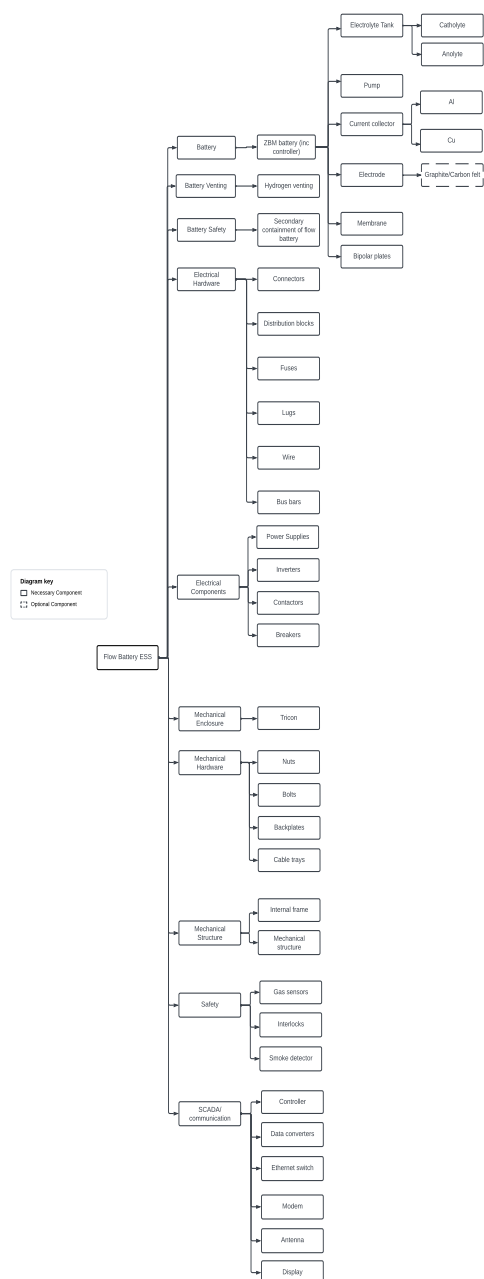 Electrolyte Tank
Catholyte
Anolyte
Pump
Al
Current collector
Cu
Battery
ZBM battery (inc
controller)
Electrode
Graphite/Carbon felt
Battery Venting
Hydrogen venting
Battery Safety
Secondary
containment of flow
battery
Membrane
Bipolar plates
Electrical
Hardware
Connectors
Distribution blocks
Fuses
Lugs
Wire
Bus bars
Power Supplies
Electrical
Components
Inverters
Contactors
Breakers
Diagram key
Necessary Component
Optional Component
Flow Battery ESS
Mechanical
Enclosure
Tricon
Mechanical
Hardware
Nuts
Bolts
Backplates
Cable trays
Mechanical
Structure
Internal frame
Mechanical
structure
Safety
Gas sensors
Interlocks
Smoke detector
SCADA/
communication
Controller
Data converters
Ethernet switch
Modem
Antenna
Display